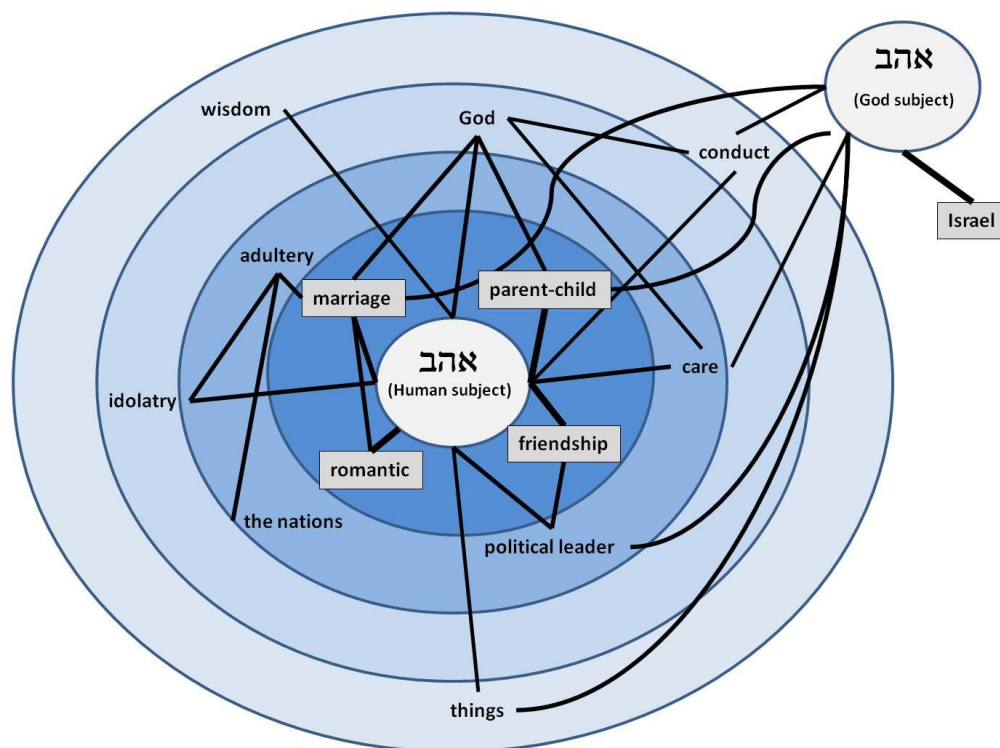 אהב
(God subject)
wisdom
God
conduct
Israel
adultery
marriage
parent-child
אהב
(Human subject)
care
idolatry
friendship
romantic
the nations
political leader
things